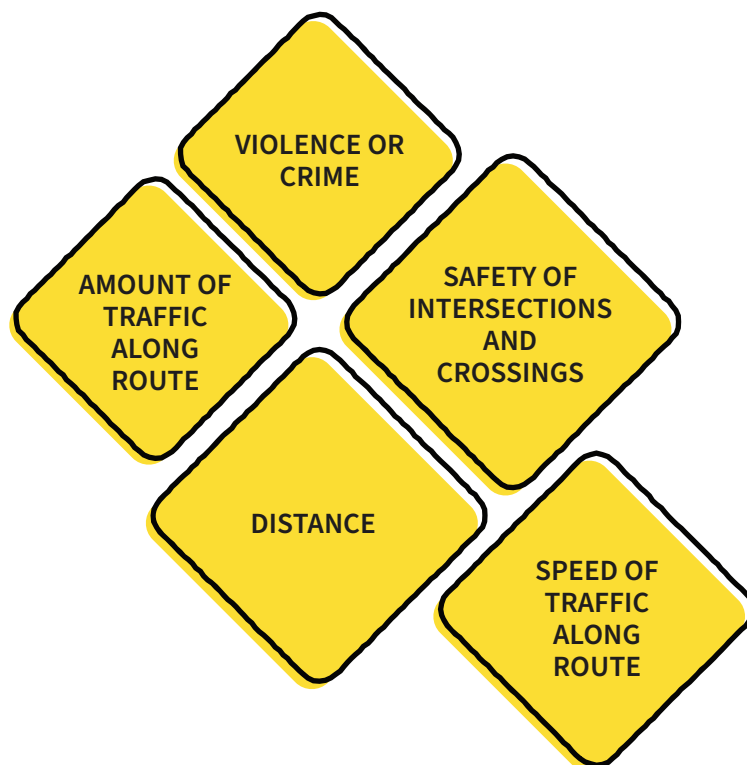 VIOLENCE OR
CRIME
AMOUNT OF
TRAFFIC
ALONG
ROUTE
SAFETY OF
INTERSECTIONS
AND
CROSSINGS
DISTANCE
SPEED OF
TRAFFIC
ALONG
ROUTE